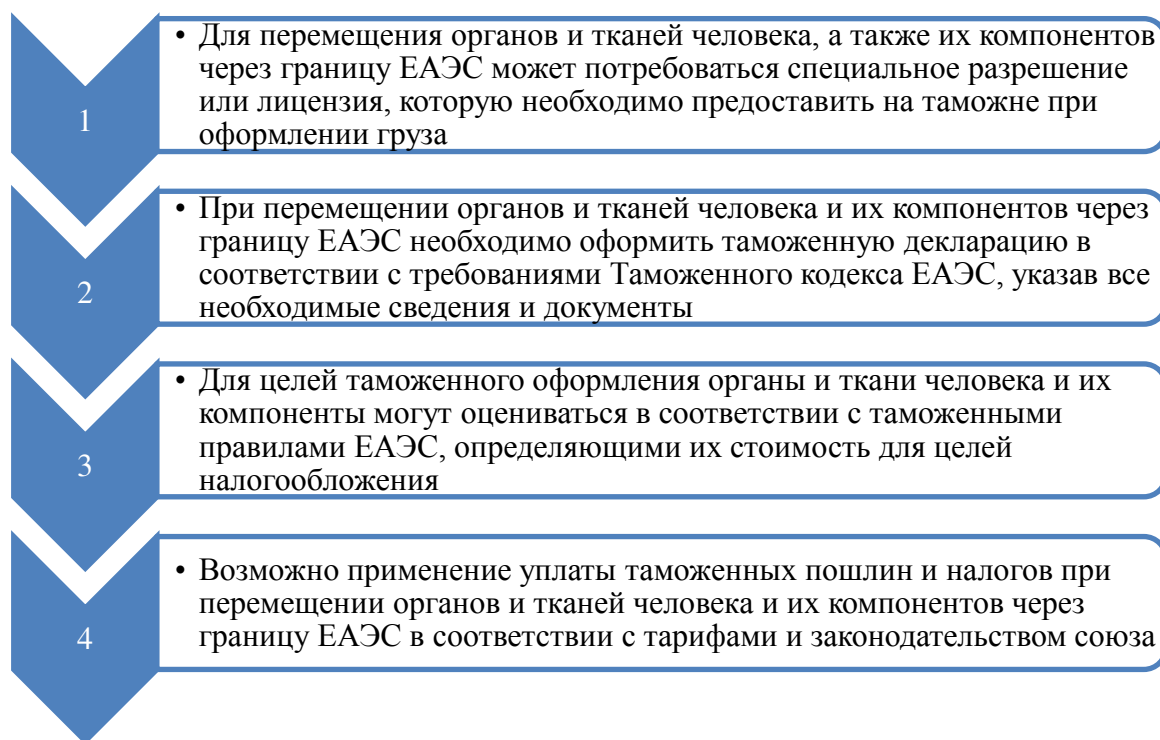 1
• Для перемещения органов и тканей человека, а также их компонентов
через границу ЕАЭС может потребоваться специальное разрешение
или лицензия, которую необходимо предоставить на таможне при
оформлении груза
2
• При перемещении органов и тканей человека и их компонентов через
границу ЕАЭС необходимо оформить таможенную декларацию в
соответствии с требованиями Таможенного кодекса ЕАЭС, указав все
необходимые сведения и документы
3
• Для целей таможенного оформления органы и ткани человека и их
компоненты могут оцениваться в соответствии с таможенными
правилами ЕАЭС, определяющими их стоимость для целей
налогообложения
4
• Возможно применение уплаты таможенных пошлин и налогов при
перемещении органов и тканей человека и их компонентов через
границу ЕАЭС в соответствии с тарифами и законодательством союза